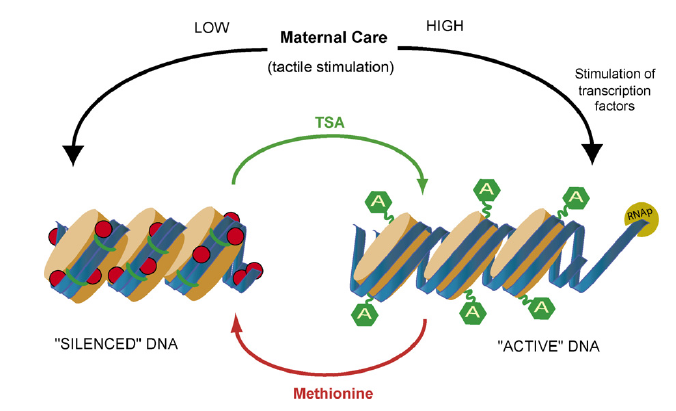 LOW
Maternal Care
HIGH
(tactile stimulation)
Stimulation of
transcription
factors
TSA
A
A
A
RNAp
A
A
A
"SILENCED" DNA
"ACTIVE" DNA
Methionine